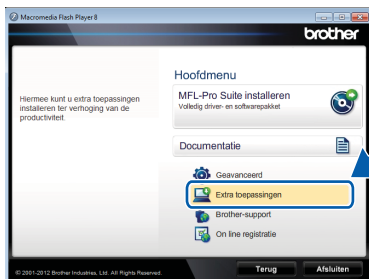 Macromedia Flash Player 8
brother
Hoofdmenu
Hiermee kunt u extra toepassingen
installeren ter verhoging van de
productiviteit.
MFL-Pro Suite installeren
Volledig driver- en softwarepakket
Documentatie
Geavanceerd
Extra toepassingen
Brother-support
On line registratie
© 2001-2012 Brother Industries, Ltd. All Rights Reserved.
Terug
Afsluiten